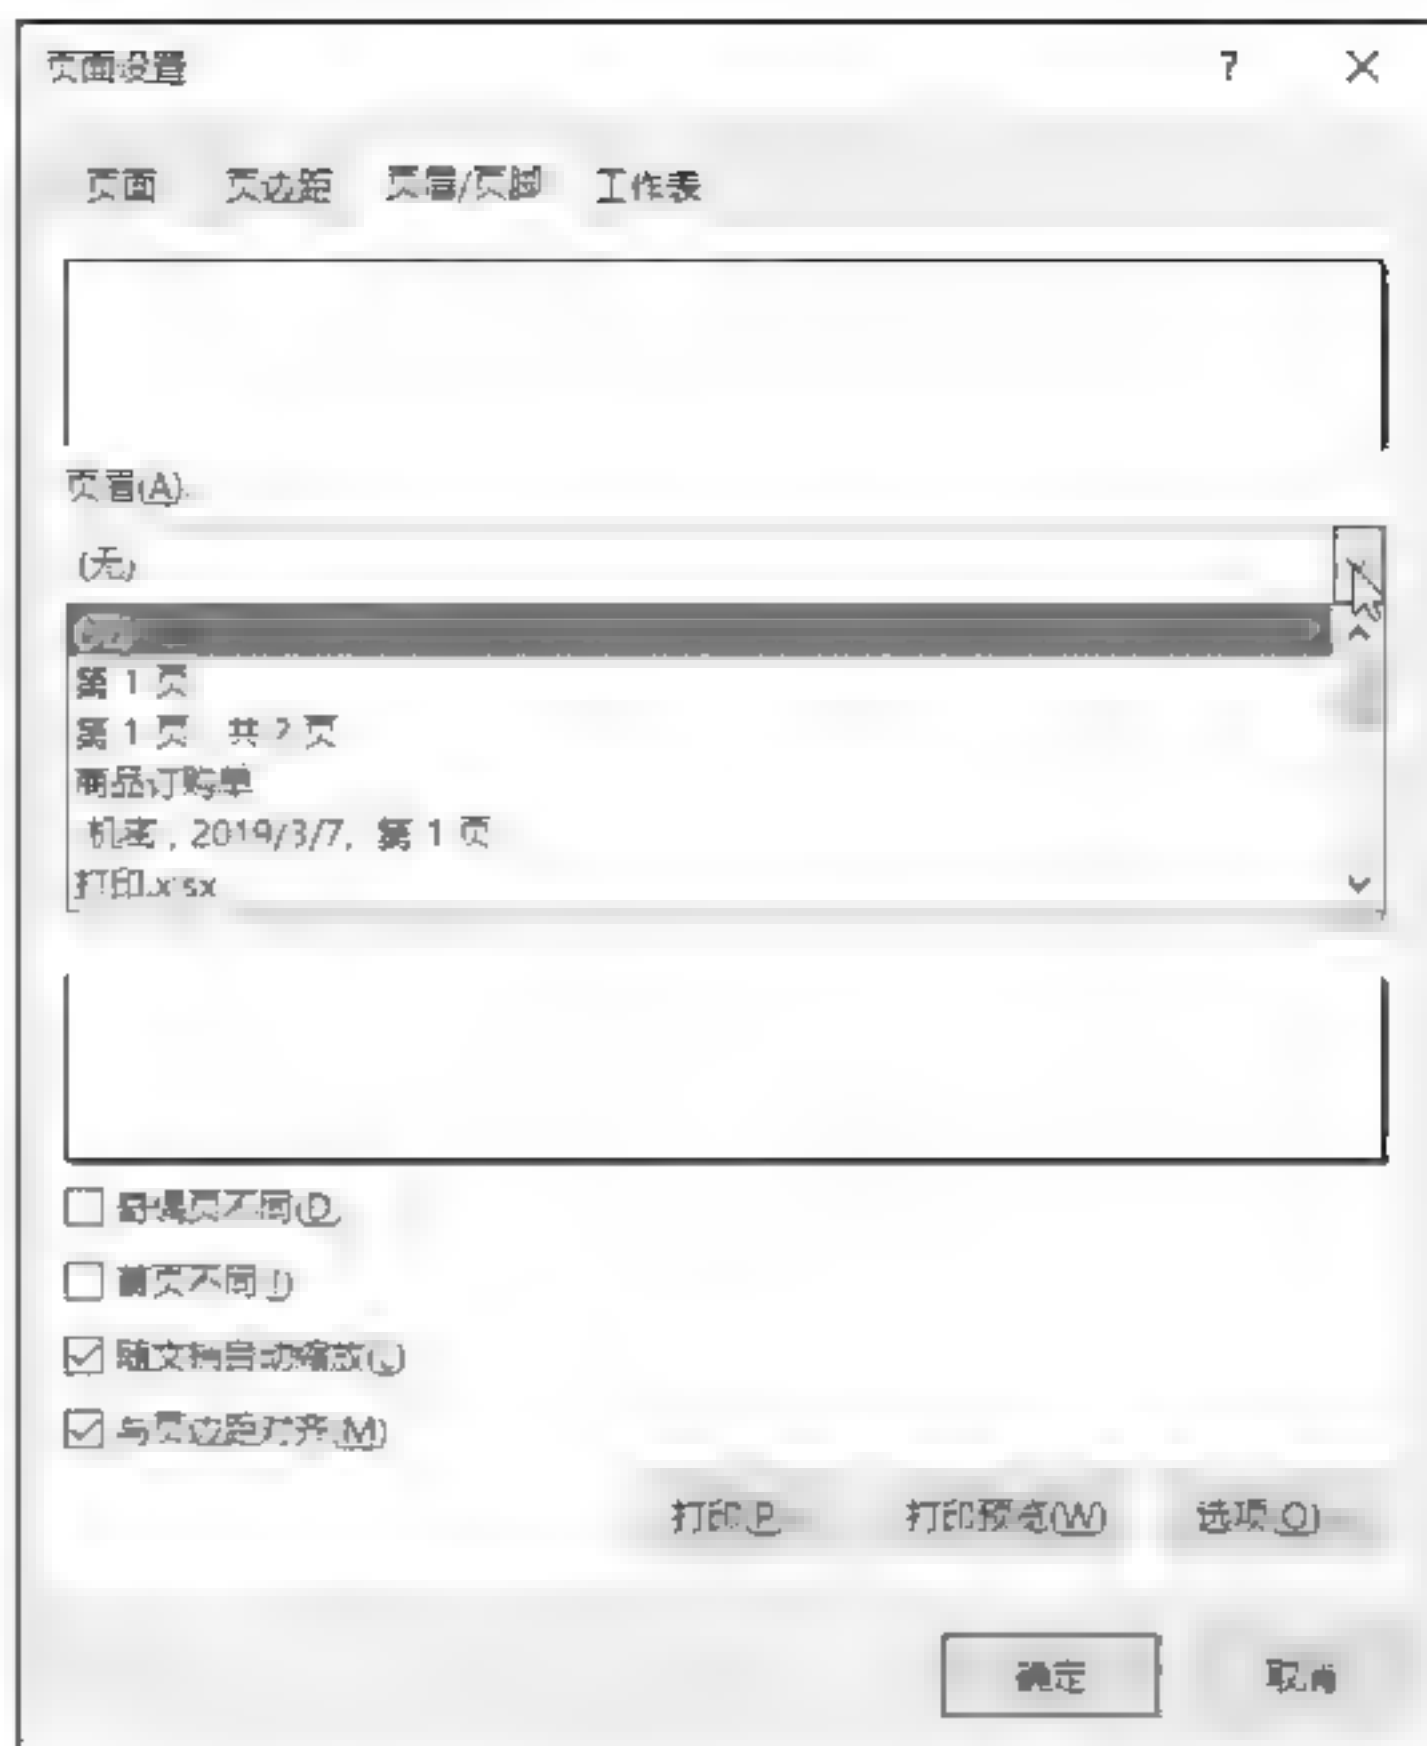 页面设置 ? ×
页面 页边距 页眉/页脚 工作表
页眉(A):
(无)
(无)
第 1 页
第 1 页，共 2 页
商品订购单
机密, 2019/3/7, 第 1 页
打印.xlsx
奇偶页不同(D)
首页不同(I)
随文档自动缩放(L)
与页边距对齐(M)
打印(P)... 打印预览(W) 选项(O)...
确定 取消